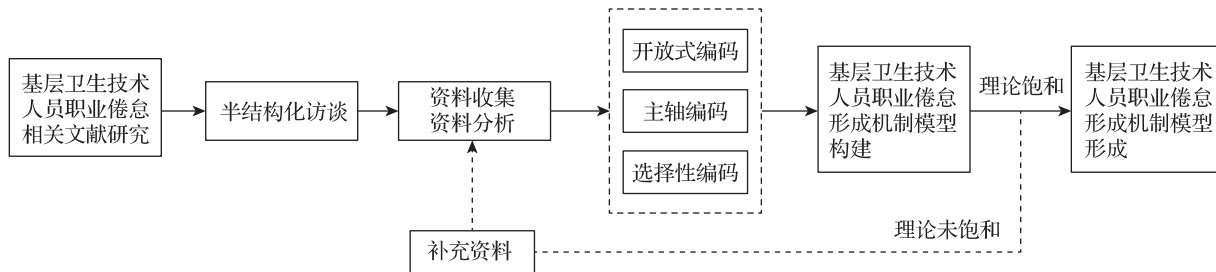 基层卫生技术
人员职业倦怠
相关文献研究
半结构化访谈
资料收集
资料分析
开放式编码
主轴编码
选择性编码
基层卫生技术
人员职业倦怠
形成机制模型
构建
理论饱和
基层卫生技术
人员职业倦怠
形成机制模型
形成
理论未饱和
补充资料